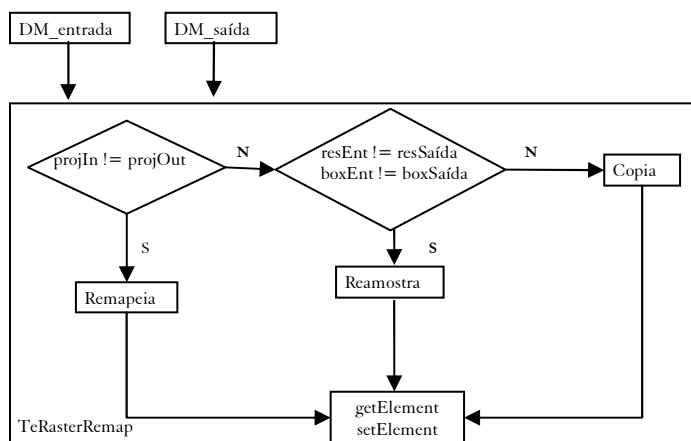 DM_entrada
DM_saída
projIn != projOut
N
resEnt != resSaída
boxEnt != boxSaída
N
Copia
S
S
Remapeia
Reamostra
getElement
setElement
TeRasterRemap